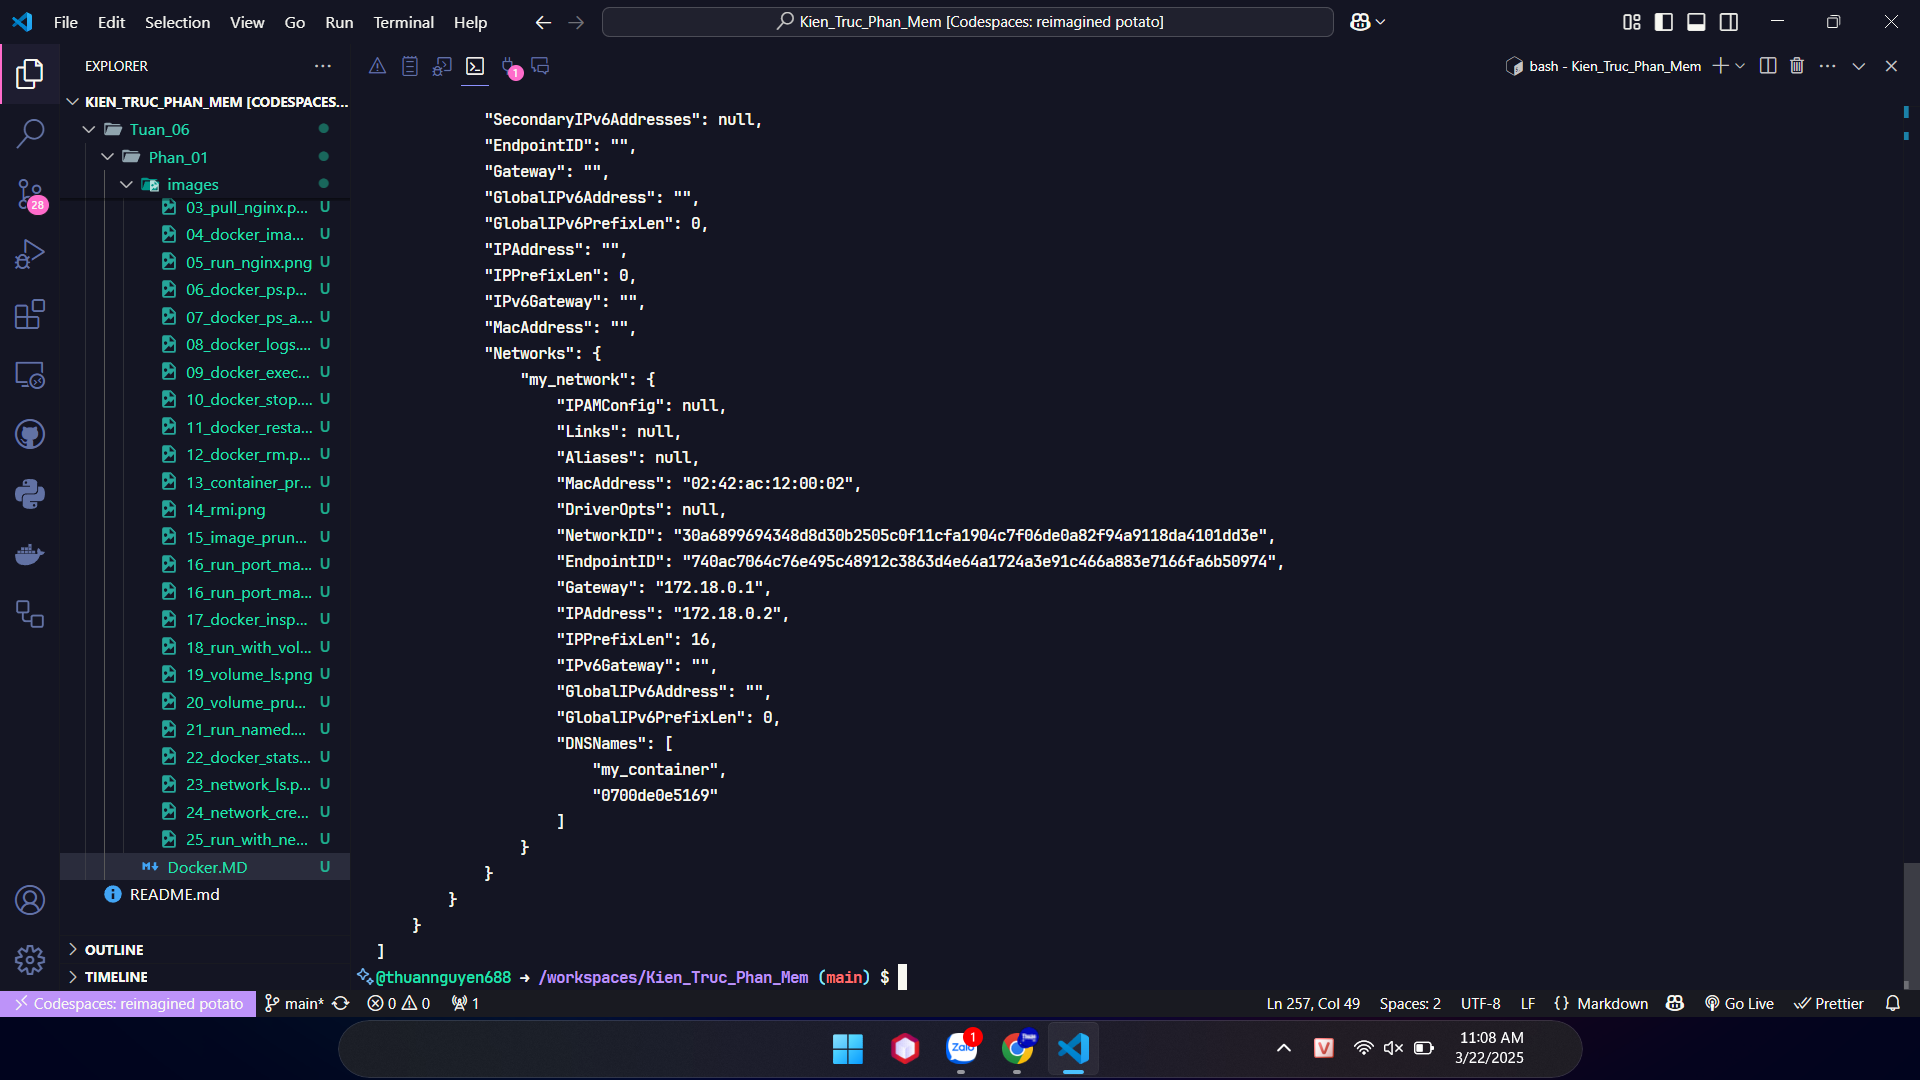 File Edit Selection View Go Run Terminal Help
Kien_Truc_Phan_Mem [Codespaces: reimagined potato]
EXPLORER
KIEN_TRUC_PHAN_MEM [CODESPACES...
Tuan_06
Phan_01
images
03_pull_nginx.p... U
04_docker_ima... U
05_run_nginx.png U
06_docker_ps.p... U
07_docker_ps_a.... U
08_docker_logs.... U
09_docker_exec... U
10_docker_stop.... U
11_docker_resta... U
12_docker_rm.p... U
13_container_pr... U
14_rmi.png U
15_image_prun... U
16_run_port_ma... U
16_run_port_ma... U
17_docker_insp... U
18_run_with_vol... U
19_volume_ls.png U
20_volume_pru... U
21_run_named.... U
22_docker_stats... U
23_network_ls.p... U
24_network_cre... U
25_run_with_ne... U
Docker.MD U
README.md
OUTLINE
TIMELINE
28
1
bash - Kien_Truc_Phan_Mem
"SecondaryIPv6Addresses": null,
"EndpointID": "",
"Gateway": "",
"GlobalIPv6Address": "",
"GlobalIPv6PrefixLen": 0,
"IPAddress": "",
"IPPrefixLen": 0,
"IPv6Gateway": "",
"MacAddress": "",
"Networks": {
"my_network": {
"IPAMConfig": null,
"Links": null,
"Aliases": null,
"MacAddress": "02:42:ac:12:00:02",
"DriverOpts": null,
"NetworkID": "30a6899694348d8d30b2505c0f11cfa1904c7f06de0a82f94a9118da4101dd3e",
"EndpointID": "740ac7064c76e495c48912c3863d4e64a1724a3e91c466a883e7166fa6b50974",
"Gateway": "172.18.0.1",
"IPAddress": "172.18.0.2",
"IPPrefixLen": 16,
"IPv6Gateway": "",
"GlobalIPv6Address": "",
"GlobalIPv6PrefixLen": 0,
"DNSNames": [
"my_container",
"0700de0e5169"
]
}
}
}
}
]
@thuannguyen688 → /workspaces/Kien_Truc_Phan_Mem (main) $
Codespaces: reimagined potato main* 0 0 1
Ln 257, Col 49 Spaces: 2 UTF-8 LF {} Markdown Go Live Prettier
Zalo 1
V
11:08 AM
3/22/2025